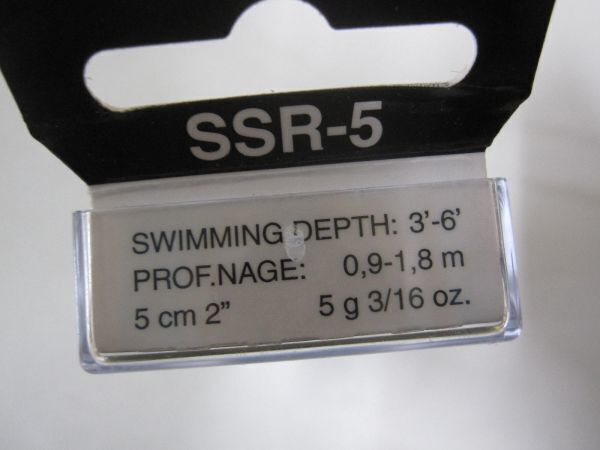 SSR-5
SWIMMING DEPTH: 3'-6'
PROF.NAGE: 0,9-1,8 m
5 cm 2” 5 g 3/16 oz.